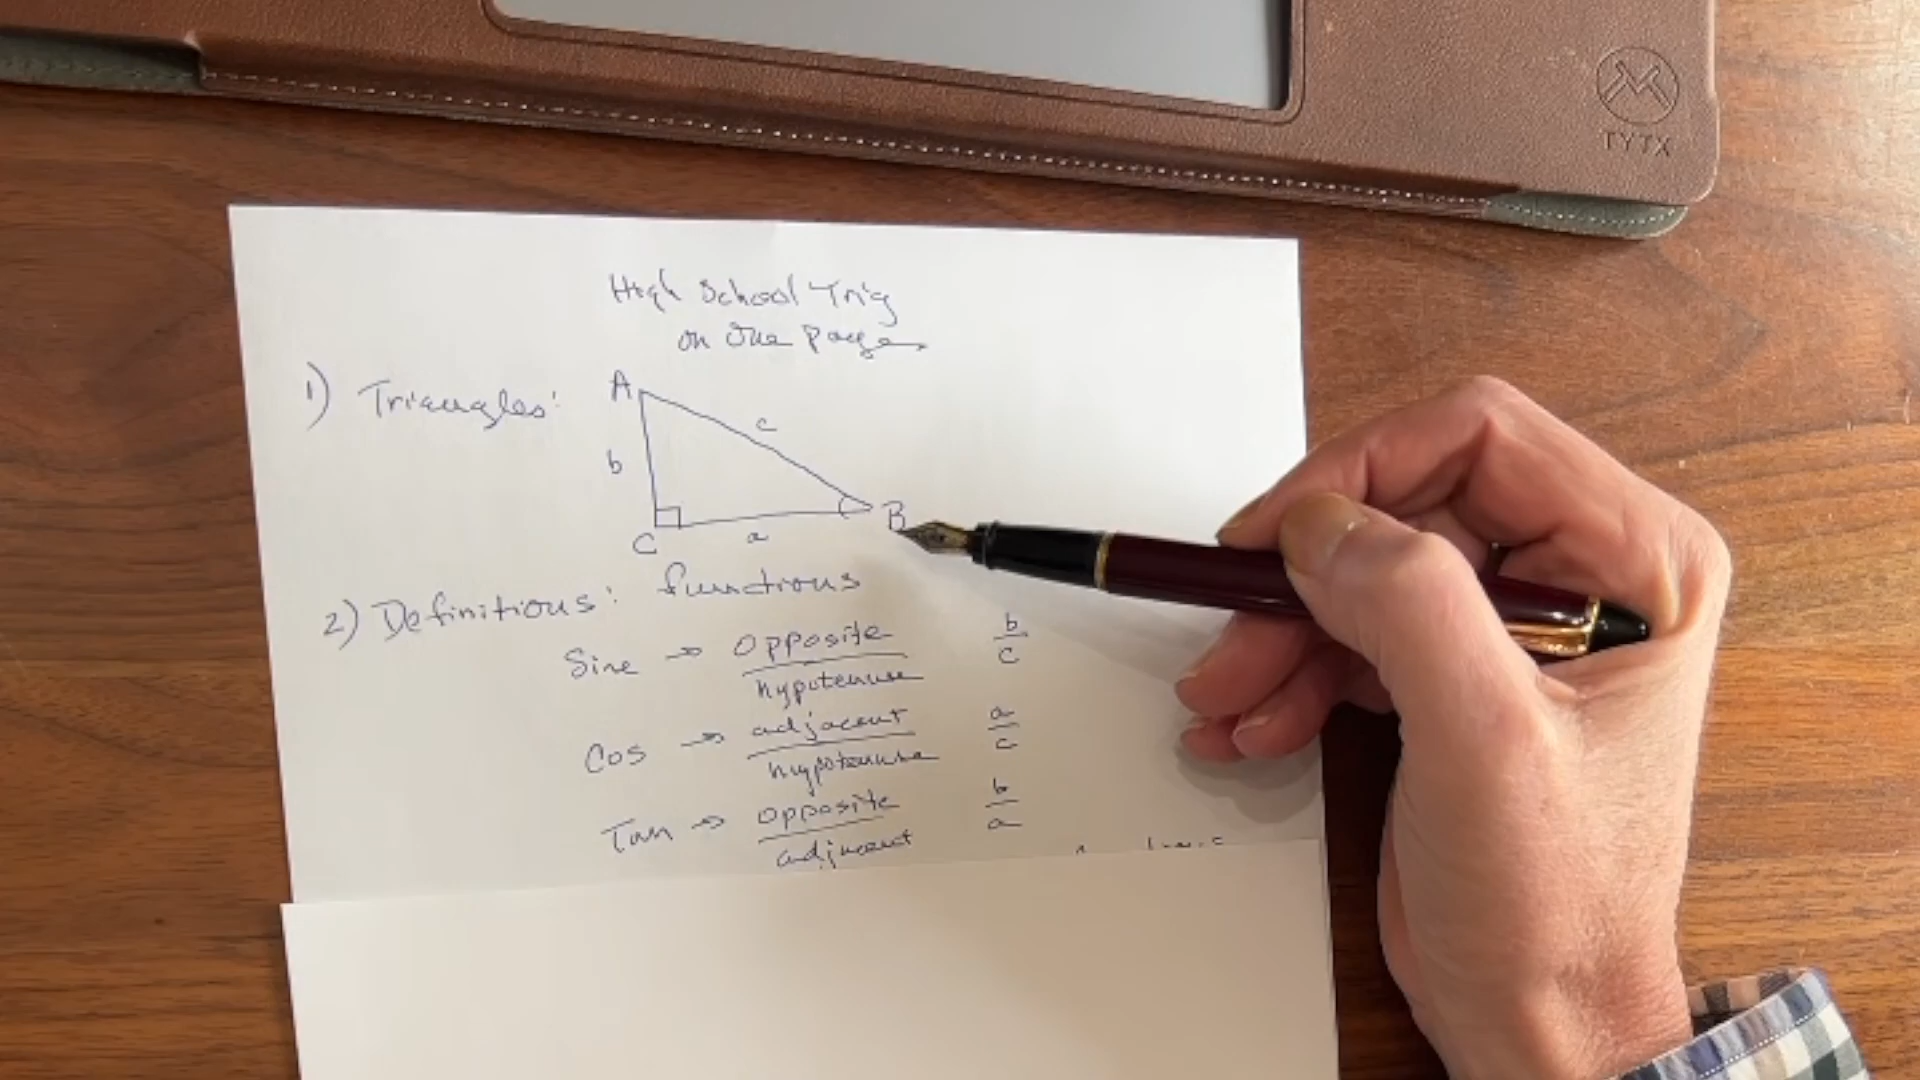 TYTX
High School Trig
on One Page
1) Triangles:
A
c
b
B
C
a
2) Definitions: functions
Sine → opposite / hypotenuse b / c
Cos → adjacent / hypotenuse a / c
Tan → opposite / adjacent b / a